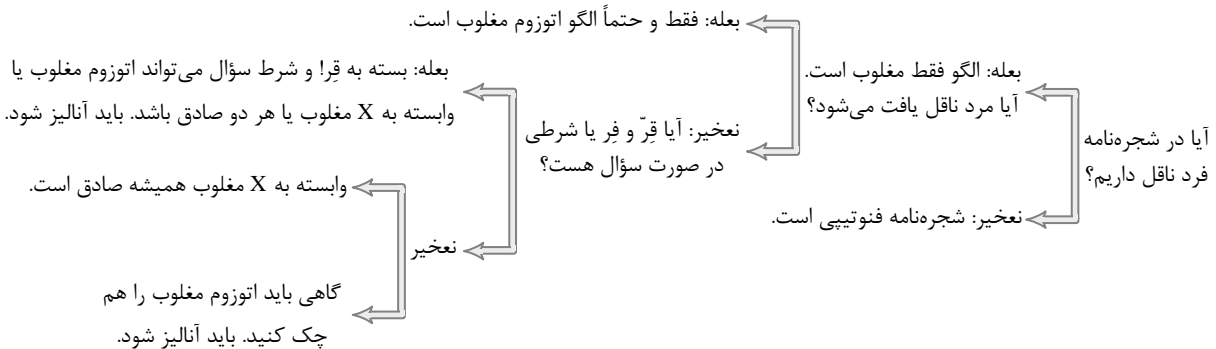 آیا در شجره‌نامه
فرد ناقل داریم؟
بعله: الگو فقط مغلوب است.
آیا مرد ناقل یافت می‌شود؟
بعله: فقط و حتماً الگو اتوزوم مغلوب است.
نعخیر: آیا قِرّ و فِر یا شرطی
در صورت سؤال هست؟
بعله: بسته به قِر! و شرط سؤال می‌تواند اتوزوم مغلوب یا
وابسته به X مغلوب یا هر دو صادق باشد. باید آنالیز شود.
نعخیر
وابسته به X مغلوب همیشه صادق است.
گاهی باید اتوزوم مغلوب را هم
چک کنید. باید آنالیز شود.
نعخیر: شجره‌نامه فنوتیپی است.